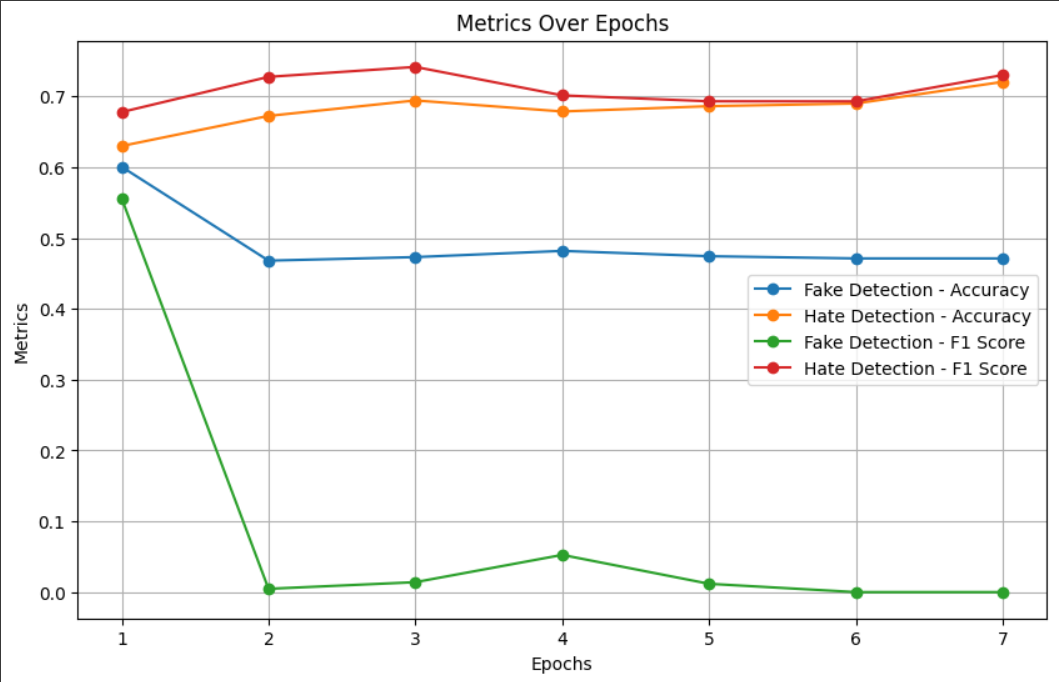 Metrics Over Epochs
Metrics
0.7
0.6
0.5
0.4
0.3
0.2
0.1
0.0
Fake Detection - Accuracy
Hate Detection - Accuracy
Fake Detection - F1 Score
Hate Detection - F1 Score
1 2 3 4 5 6 7
Epochs